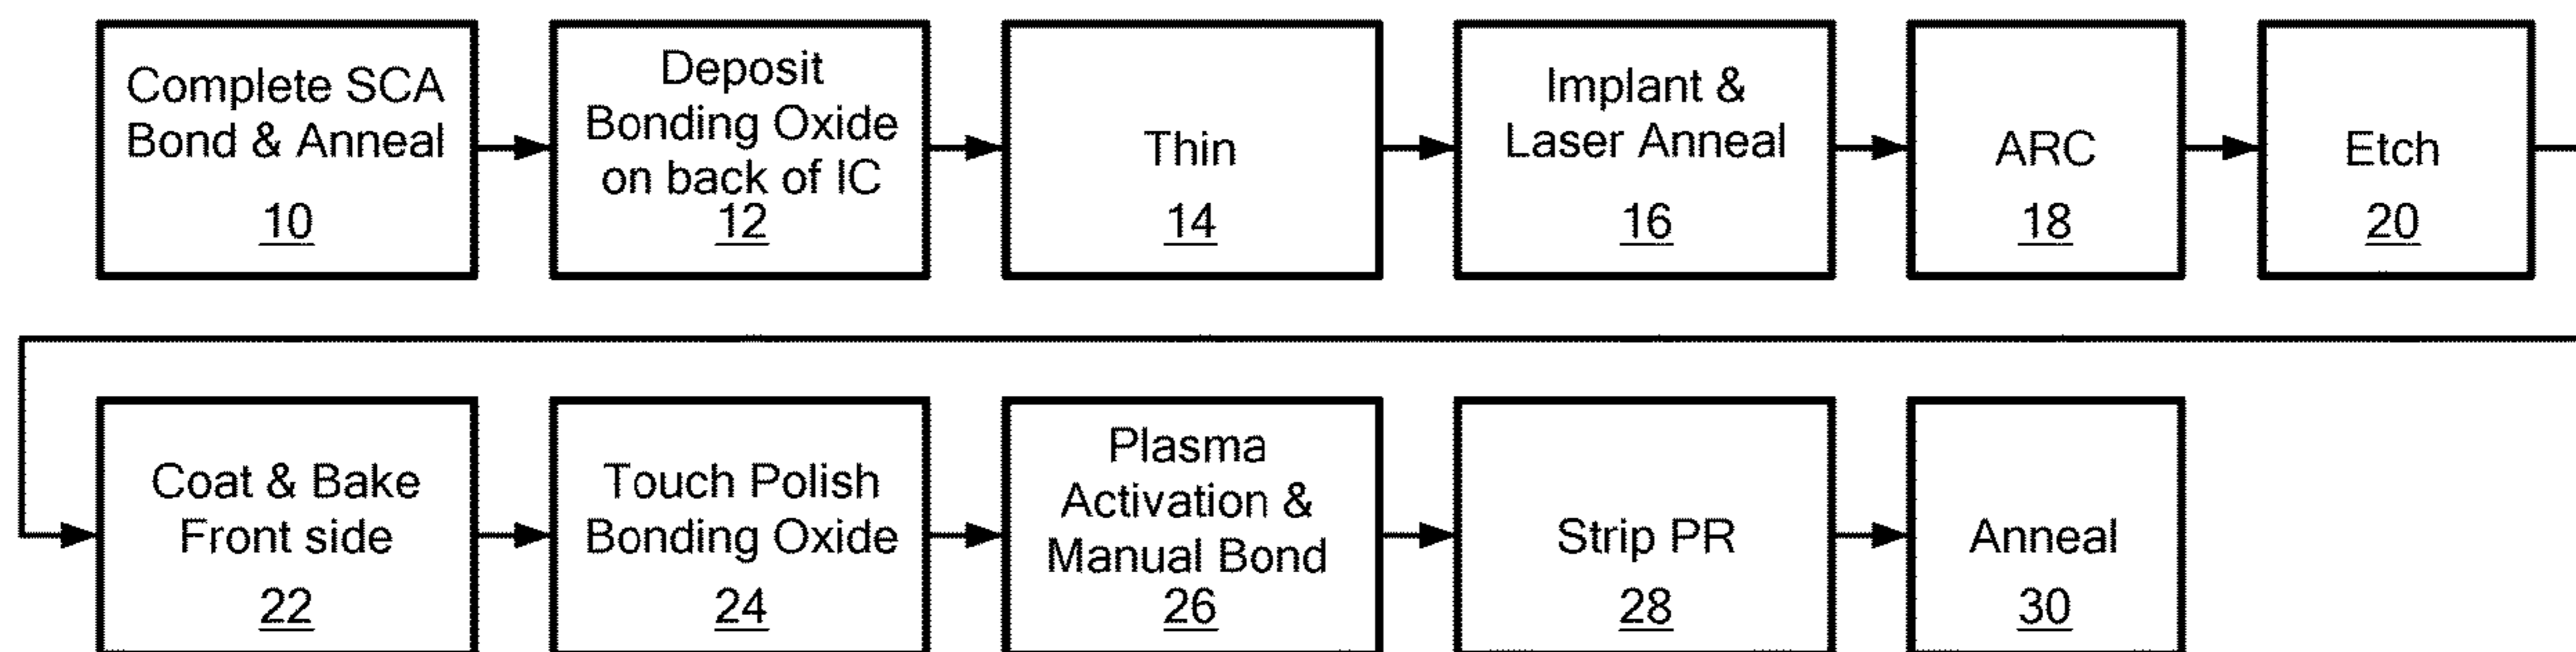 Complete SCA
Bond & Anneal
10
Deposit
Bonding Oxide
on back of IC
12
Thin
14
Implant &
Laser Anneal
16
ARC
18
Etch
20
Coat & Bake
Front side
22
Touch Polish
Bonding Oxide
24
Plasma
Activation &
Manual Bond
26
Strip PR
28
Anneal
30